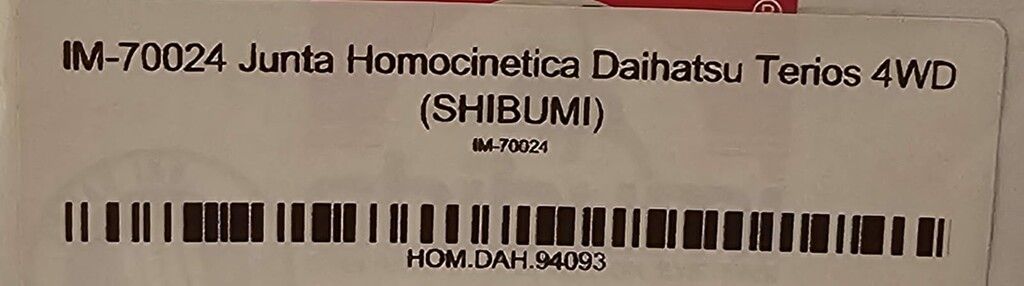 ®
IM-70024 Junta Homocinetica Daihatsu Terios 4WD
(SHIBUMI)
IM-70024
HOM.DAH.94093